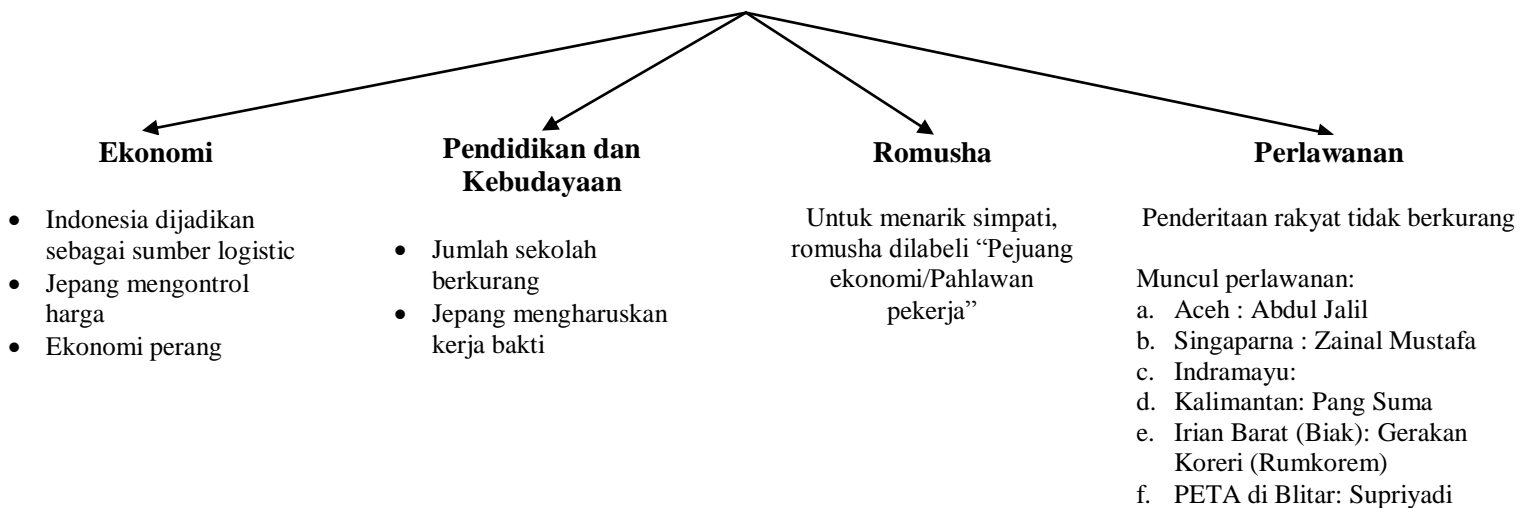 Ekonomi
• Indonesia dijadikan
sebagai sumber logistic
• Jepang mengontrol
harga
• Ekonomi perang
Pendidikan dan
Kebudayaan
• Jumlah sekolah
berkurang
• Jepang mengharuskan
kerja bakti
Romusha
Untuk menarik simpati,
romusha dilabeli “Pejuang
ekonomi/Pahlawan
pekerja”
Perlawanan
Penderitaan rakyat tidak berkurang
Muncul perlawanan:
a. Aceh : Abdul Jalil
b. Singaparna : Zainal Mustafa
c. Indramayu:
d. Kalimantan: Pang Suma
e. Irian Barat (Biak): Gerakan
Koreri (Rumkorem)
f. PETA di Blitar: Supriyadi